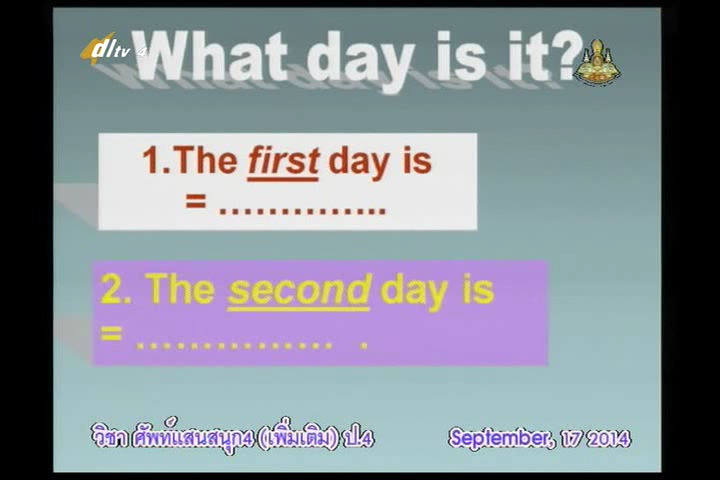 dltv 4
What day is it?
1.The first day is
= ..............
2. The second day is
= ............... .
วิชา ศัพท์แสนสนุก4 (เพิ่มเติม) ป.4
September, 17 2014